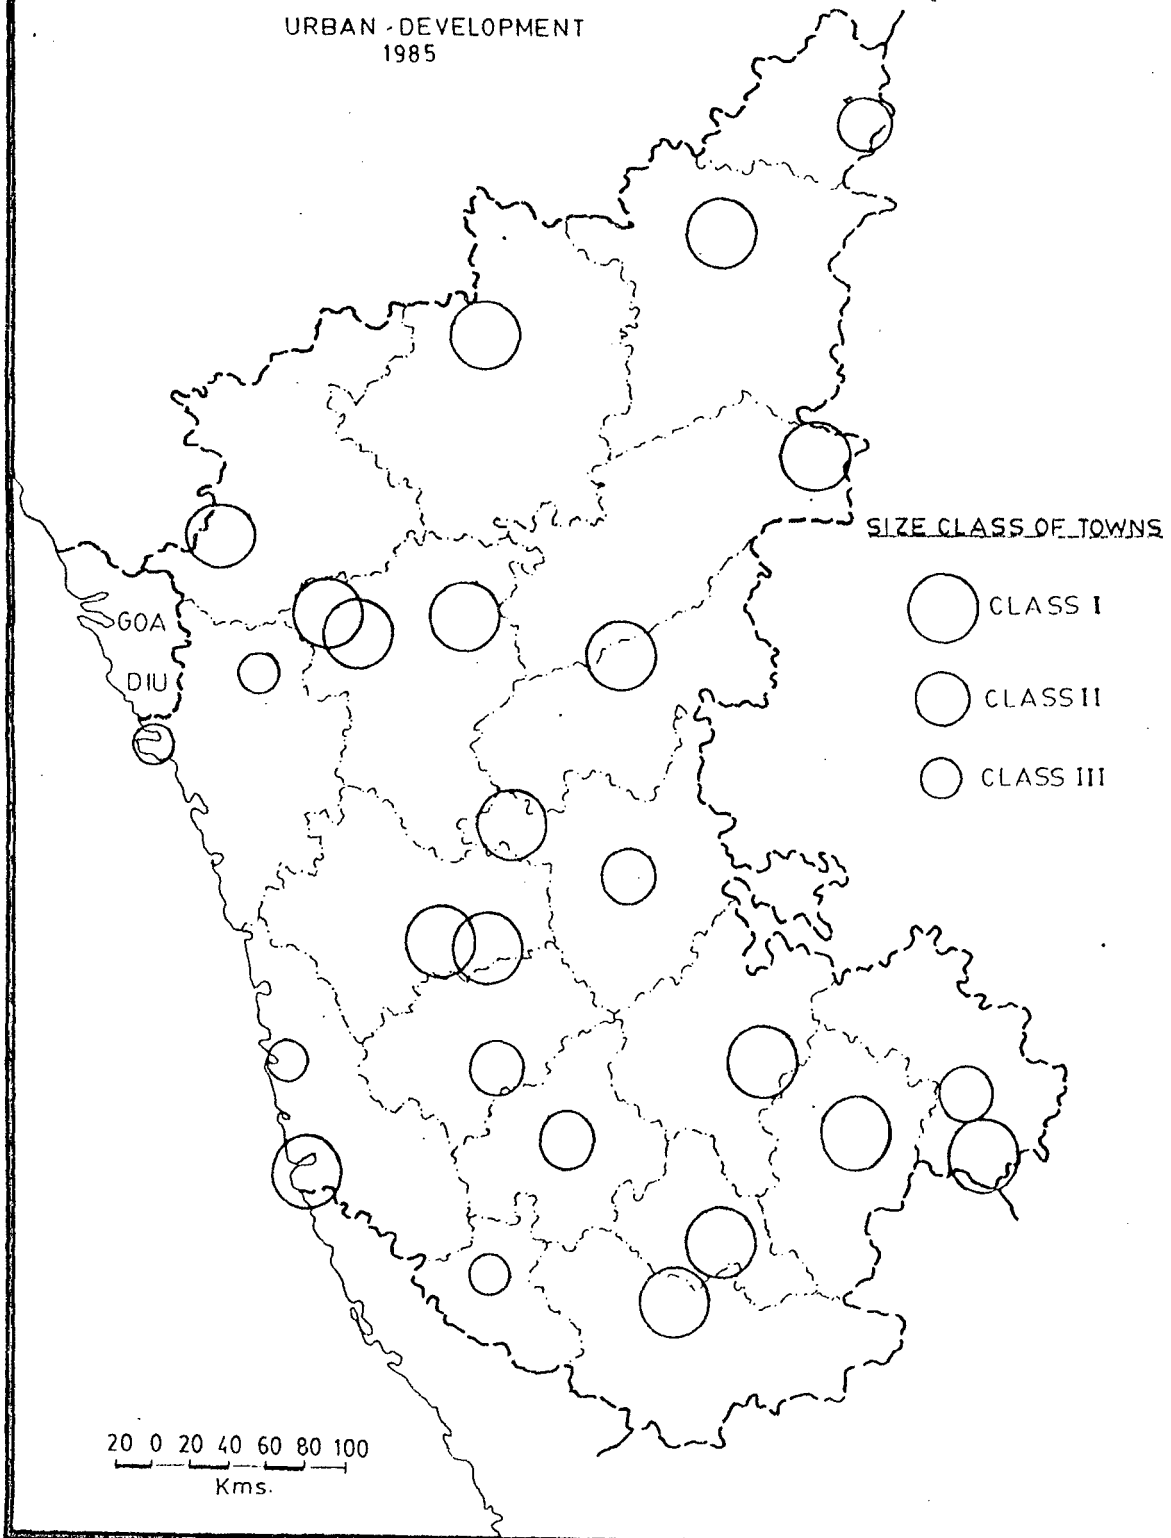 URBAN - DEVELOPMENT
1985
SIZE CLASS OF TOWNS
CLASS I
CLASS II
CLASS III
GOA
DIU
20 0 20 40 60 80 100
Kms.